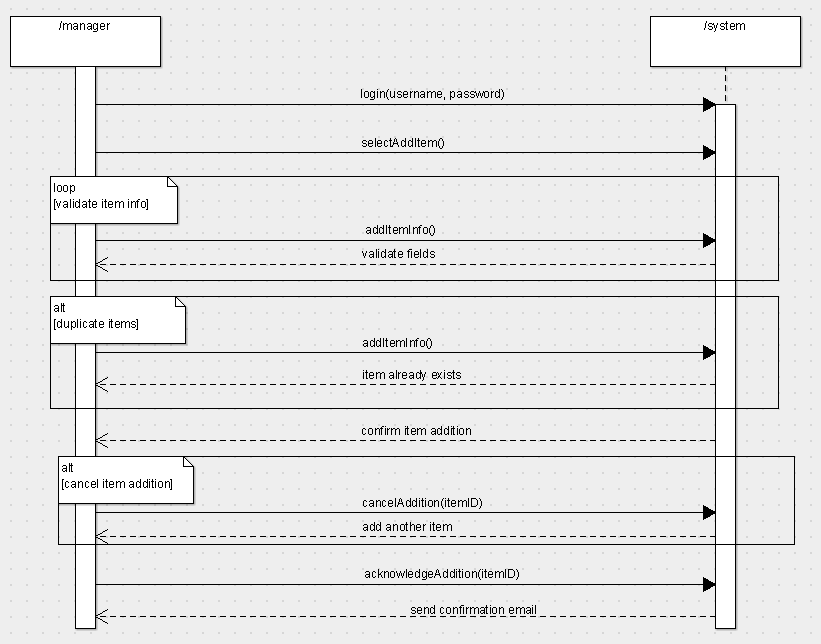 /manager
/system
login(username, password)
selectAddItem()
loop
[validate item info]
addItemInfo()
validate fields
alt
[duplicate items]
addItemInfo()
item already exists
confirm item addition
alt
[cancel item addition]
cancelAddition(itemID)
add another item
acknowledgeAddition(itemID)
send confirmation email